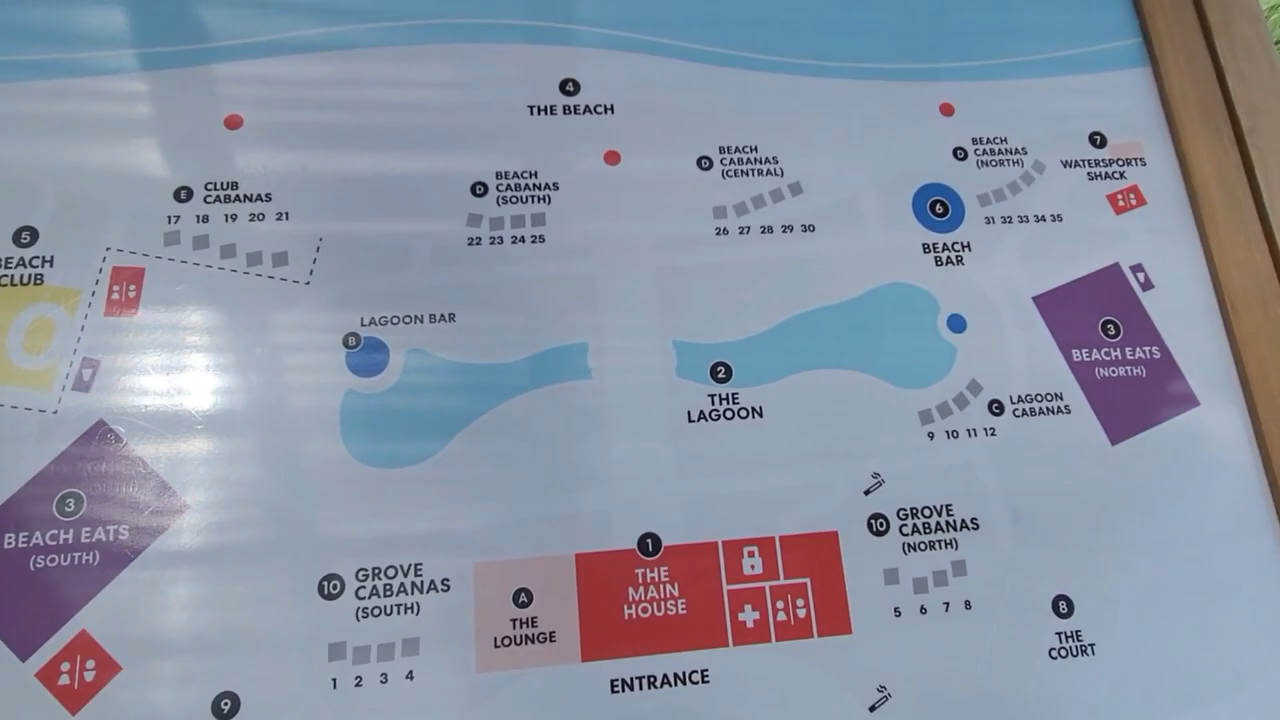 4
THE BEACH
E CLUB
CABANAS
17 18 19 20 21
D BEACH
CABANAS
(SOUTH)
22 23 24 25
D BEACH
CABANAS
(CENTRAL)
26 27 28 29 30
D BEACH
CABANAS
(NORTH)
31 32 33 34 35
7
WATERSPORTS
SHACK
6
BEACH
BAR
5
BEACH
CLUB
LAGOON BAR
B
2
THE
LAGOON
3
BEACH EATS
(NORTH)
C LAGOON
CABANAS
9 10 11 12
3
BEACH EATS
(SOUTH)
10 GROVE
CABANAS
(SOUTH)
1 2 3 4
A
THE
LOUNGE
1
THE
MAIN
HOUSE
ENTRANCE
10 GROVE
CABANAS
(NORTH)
5 6 7 8
8
THE
COURT
9